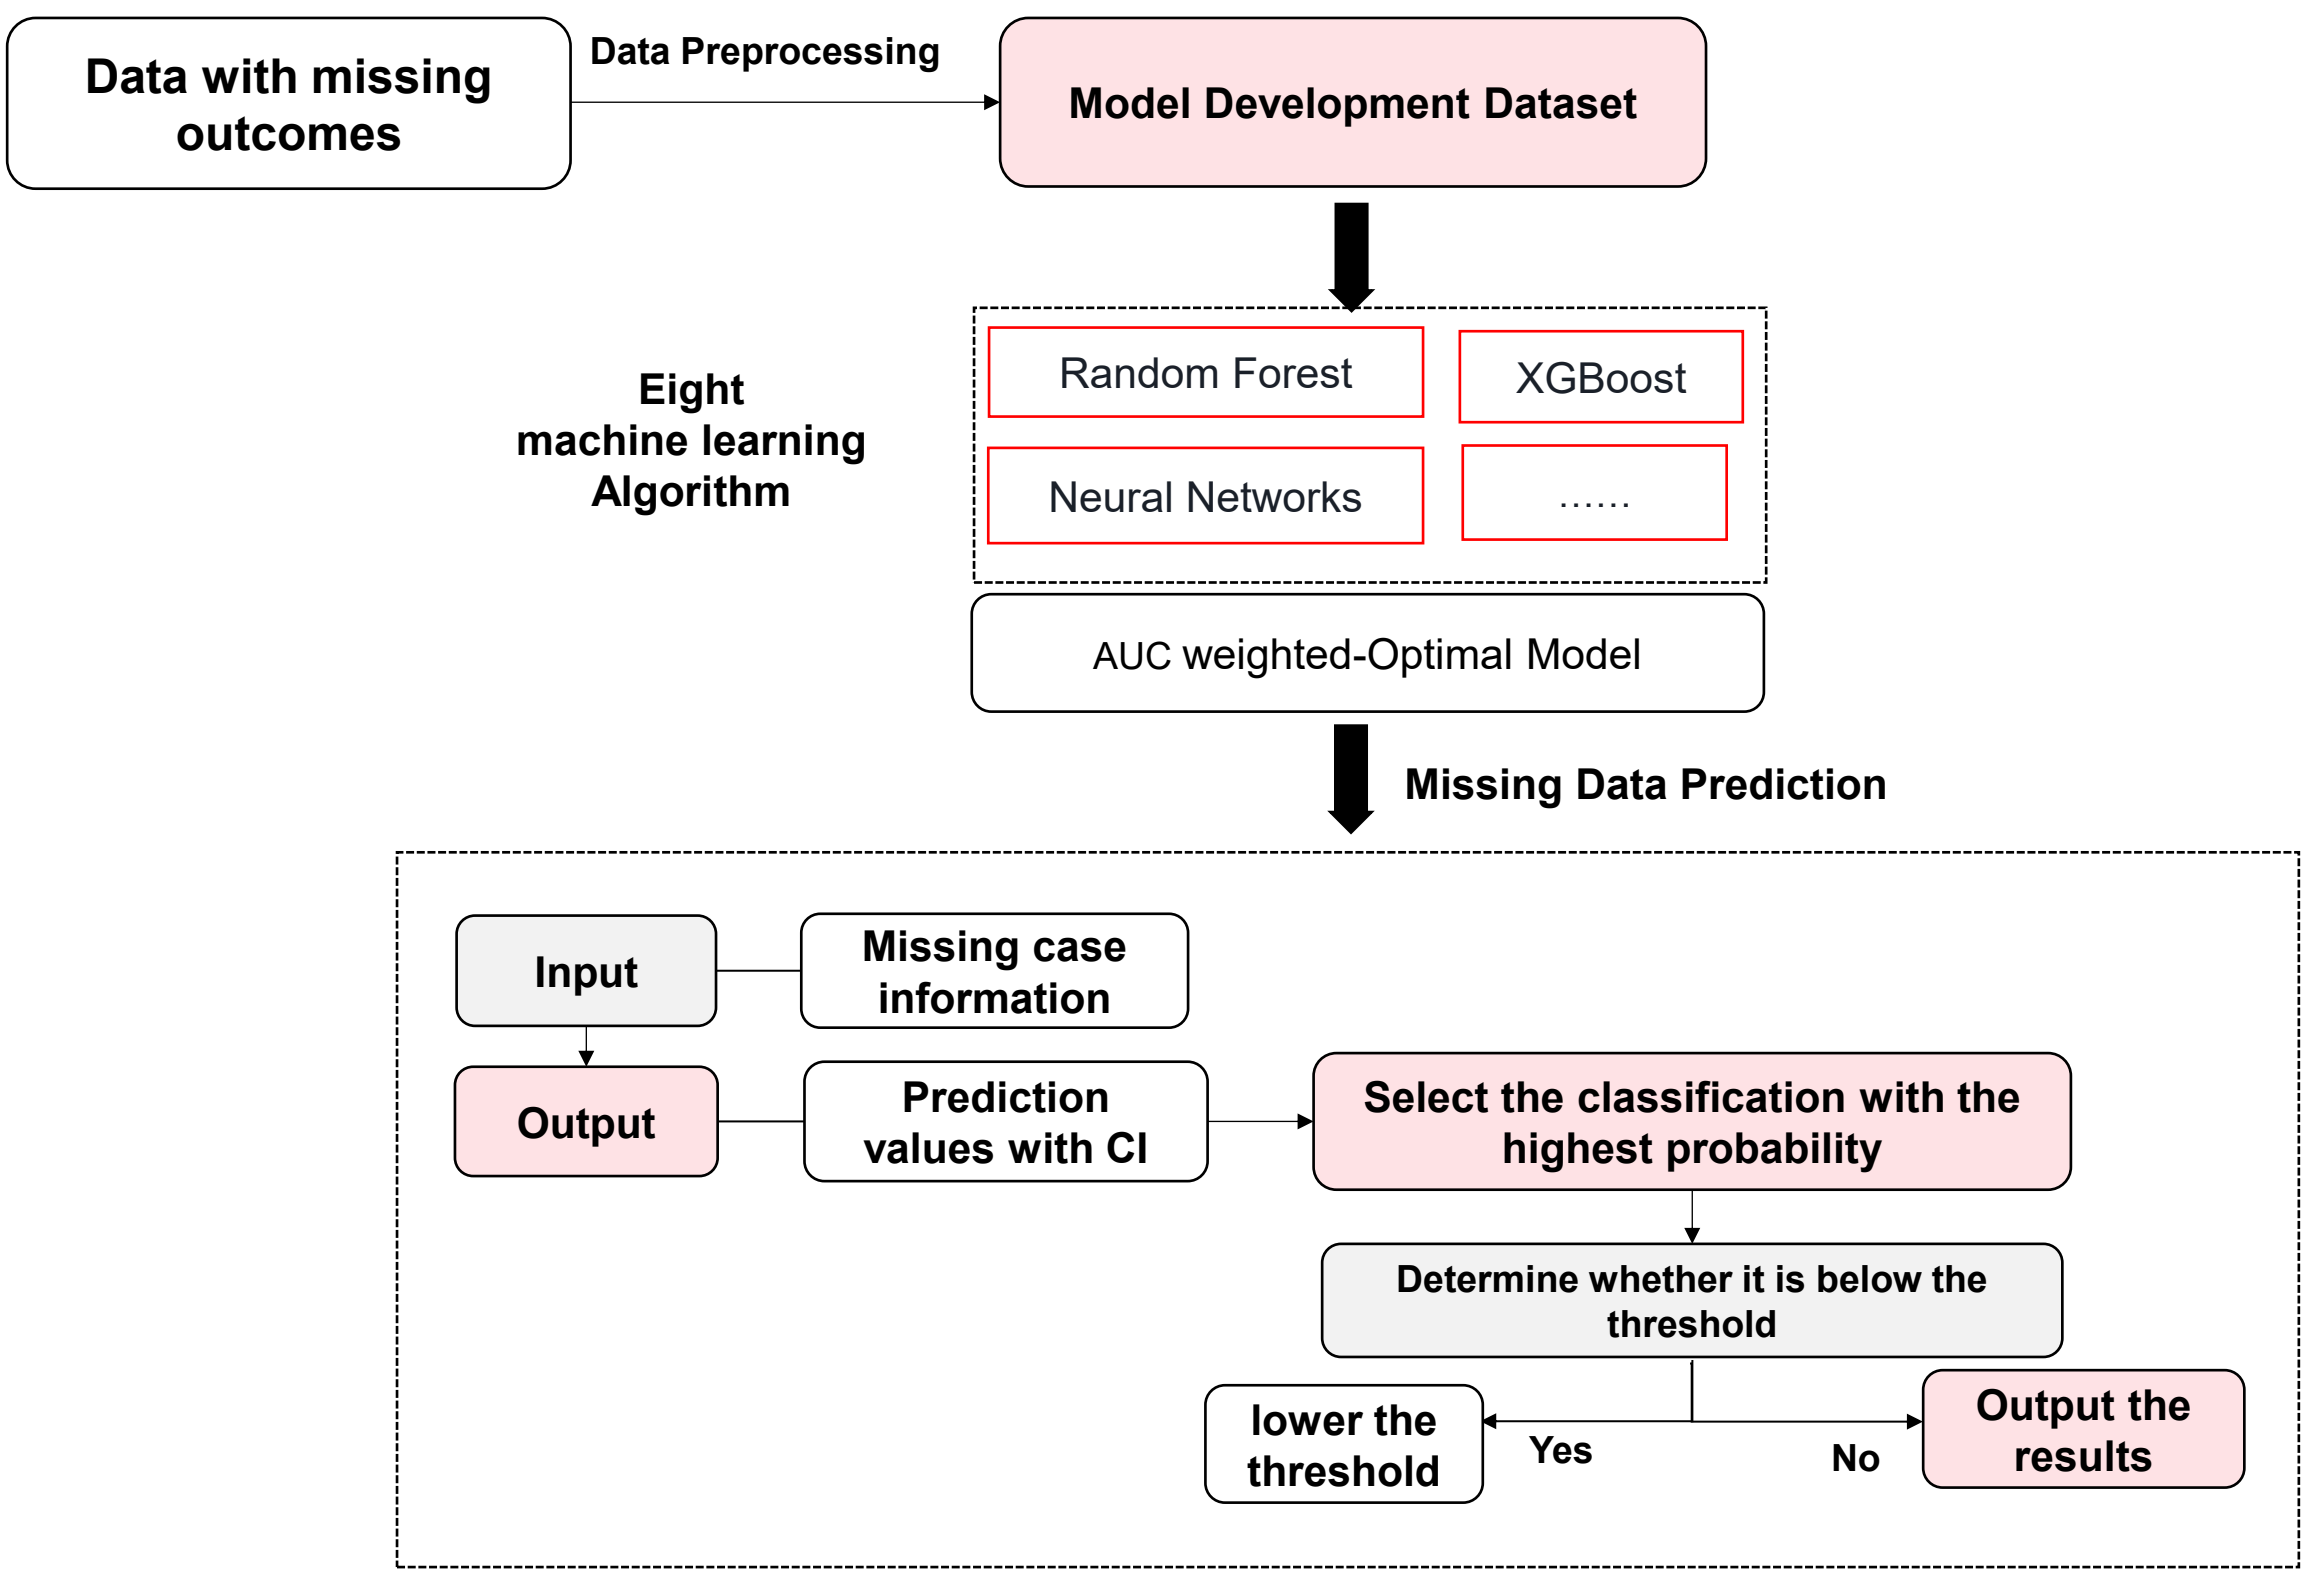 Data with missing
outcomes
Data Preprocessing
Model Development Dataset
Eight
machine learning
Algorithm
Random Forest
XGBoost
Neural Networks
......
AUC weighted-Optimal Model
Missing Data Prediction
Input
Missing case
information
Output
Prediction
values with CI
Select the classification with the
highest probability
Determine whether it is below the
threshold
lower the
threshold
Yes
No
Output the
results